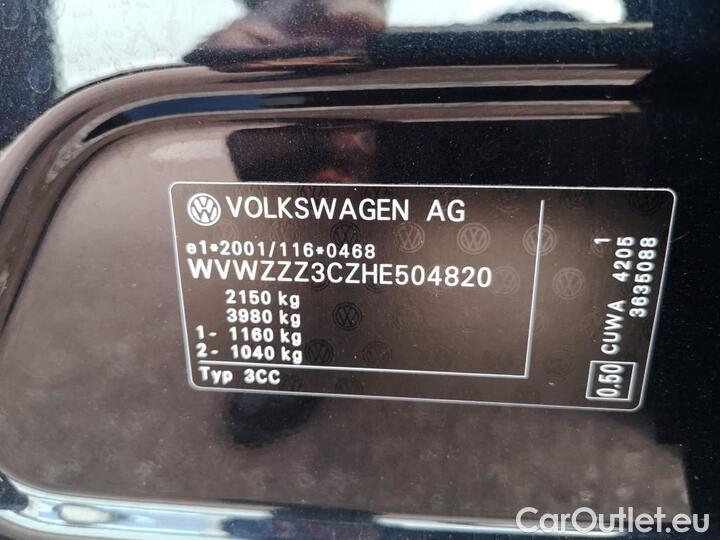 VOLKSWAGEN AG
e1*2001/116*0468
WVWZZZ3CZHE504820
2150 kg
3980 kg
1- 1160 kg
2- 1040 kg
Typ 3CC
0,50 CUWA 4205 1
3635088
CarOutlet.eu